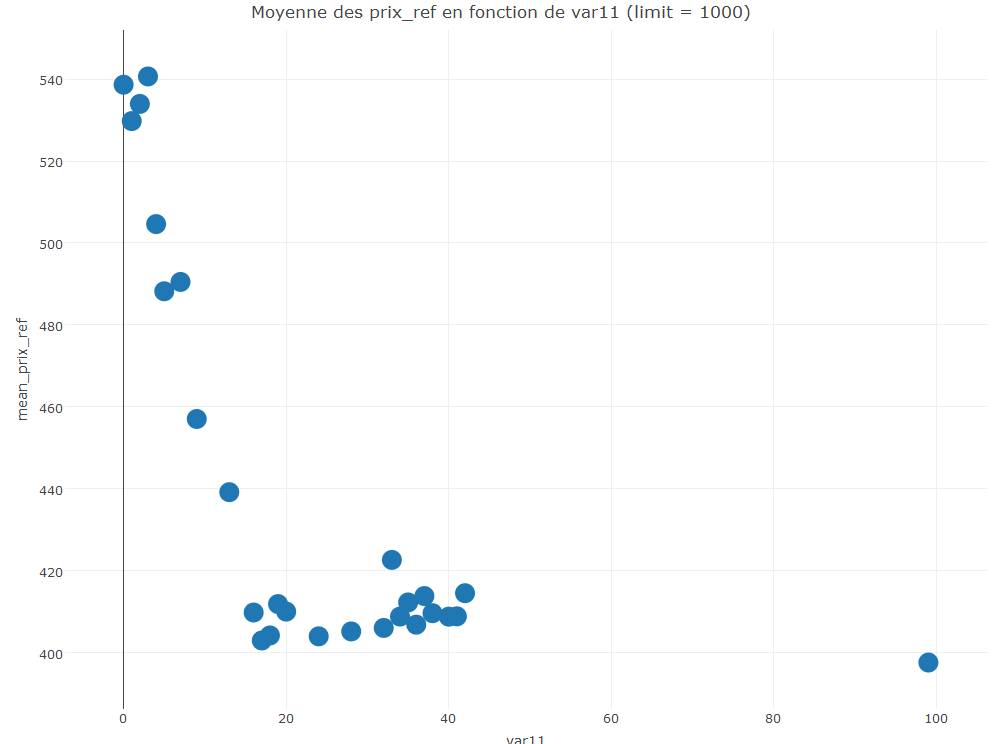 Moyenne des prix_ref en fonction de var11 (limit = 1000)
mean_prix_ref
540
520
500
480
460
440
420
400
0 20 40 60 80 100
var11